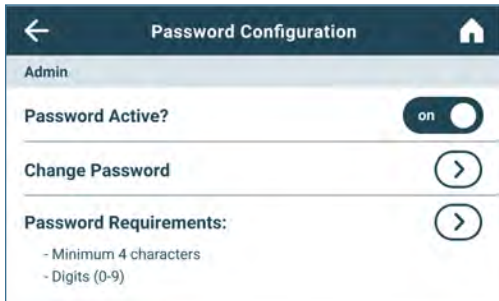 Password Configuration
Admin
Password Active?
on
Change Password
Password Requirements:
- Minimum 4 characters
- Digits (0-9)